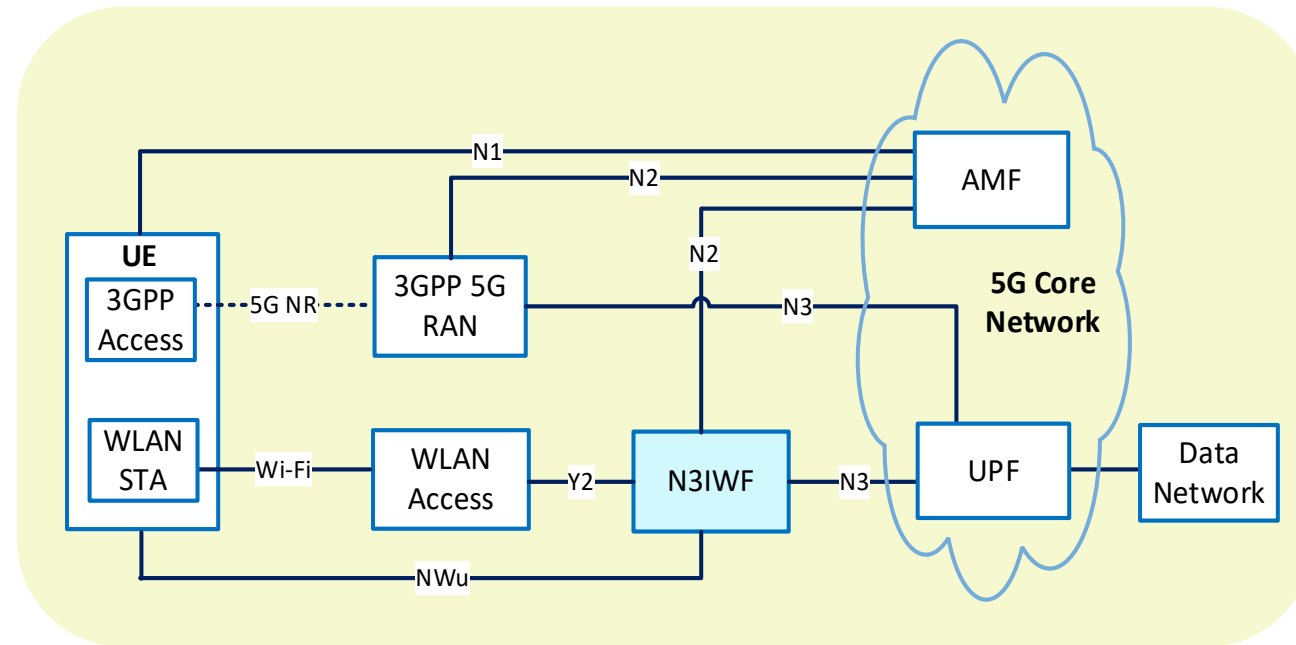 N1
N2
AMF
UE
N2
3GPP
Access
5G NR
3GPP 5G
RAN
N3
5G Core
Network
WLAN
STA
Wi-Fi
WLAN
Access
Y2
N3IWF
N3
UPF
Data
Network
NWu